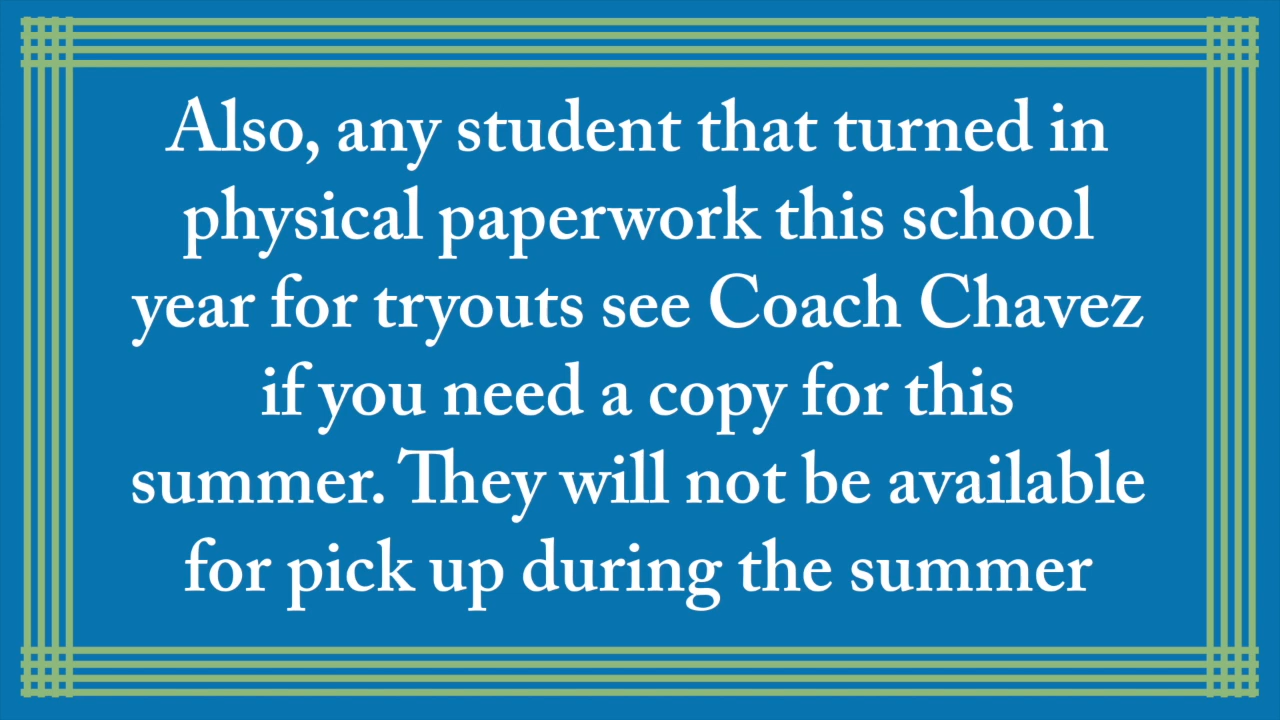 Also, any student that turned in
physical paperwork this school
year for tryouts see Coach Chavez
if you need a copy for this
summer. They will not be available
for pick up during the summer